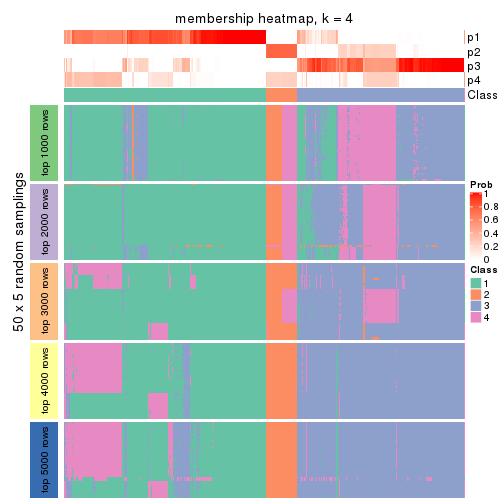 membership heatmap, k = 4
p1
p2
p3
p4
Class
50 x 5 random samplings
top 1000 rows
top 2000 rows
top 3000 rows
top 4000 rows
top 5000 rows
Prob
1
0.8
0.6
0.4
0.2
0
Class
1
2
3
4